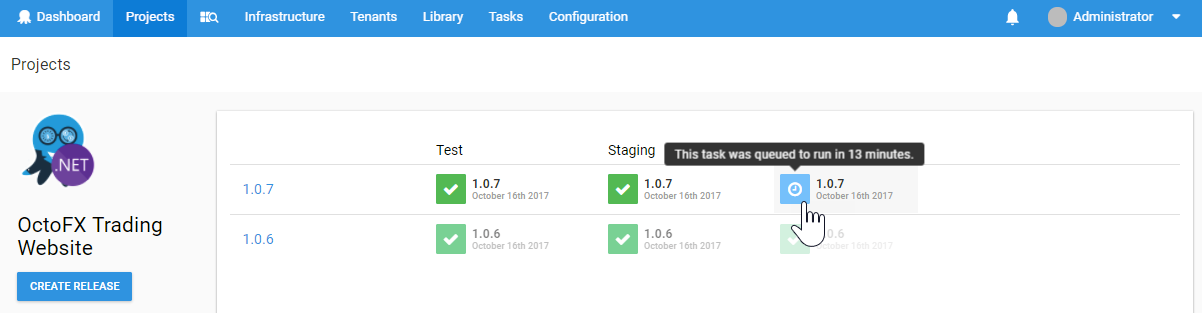 Dashboard Projects Infrastructure Tenants Library Tasks Configuration Administrator
Projects
.NET
OctoFX Trading
Website
CREATE RELEASE
Test Staging
This task was queued to run in 13 minutes.
1.0.7 1.0.7 1.0.7 1.0.7
October 16th 2017 October 16th 2017 October 16th 2017
1.0.6 1.0.6 1.0.6 1.0.6
October 16th 2017 October 16th 2017 October 16th 2017